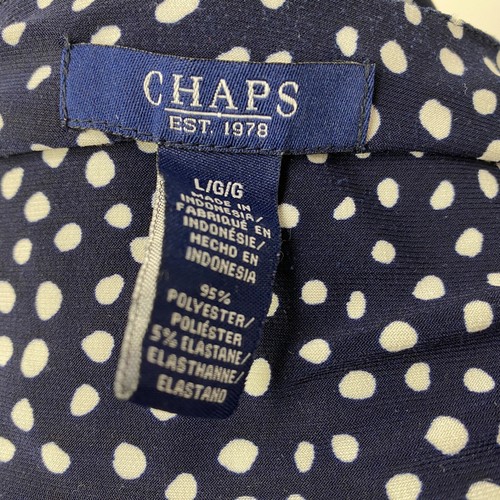 CHAPS
EST. 1978
L/G/G
MADE IN
INDONESIA/
FABRIQUÉ EN
INDONÉSIE/
HECHO EN
INDONESIA
95%
POLYESTER/
POLIÉSTER
5% ELASTANE/
ELASTHANNE/
ELASTANO